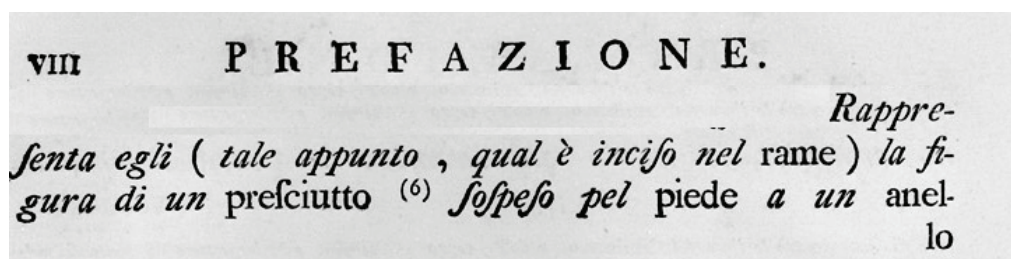 VIII PREFAZIONE.
Rappre-
ſenta egli ( tale appunto , qual è inciſo nel rame ) la fi-
gura di un preſciutto (6) ſoſpeſo pel piede a un anel-
lo